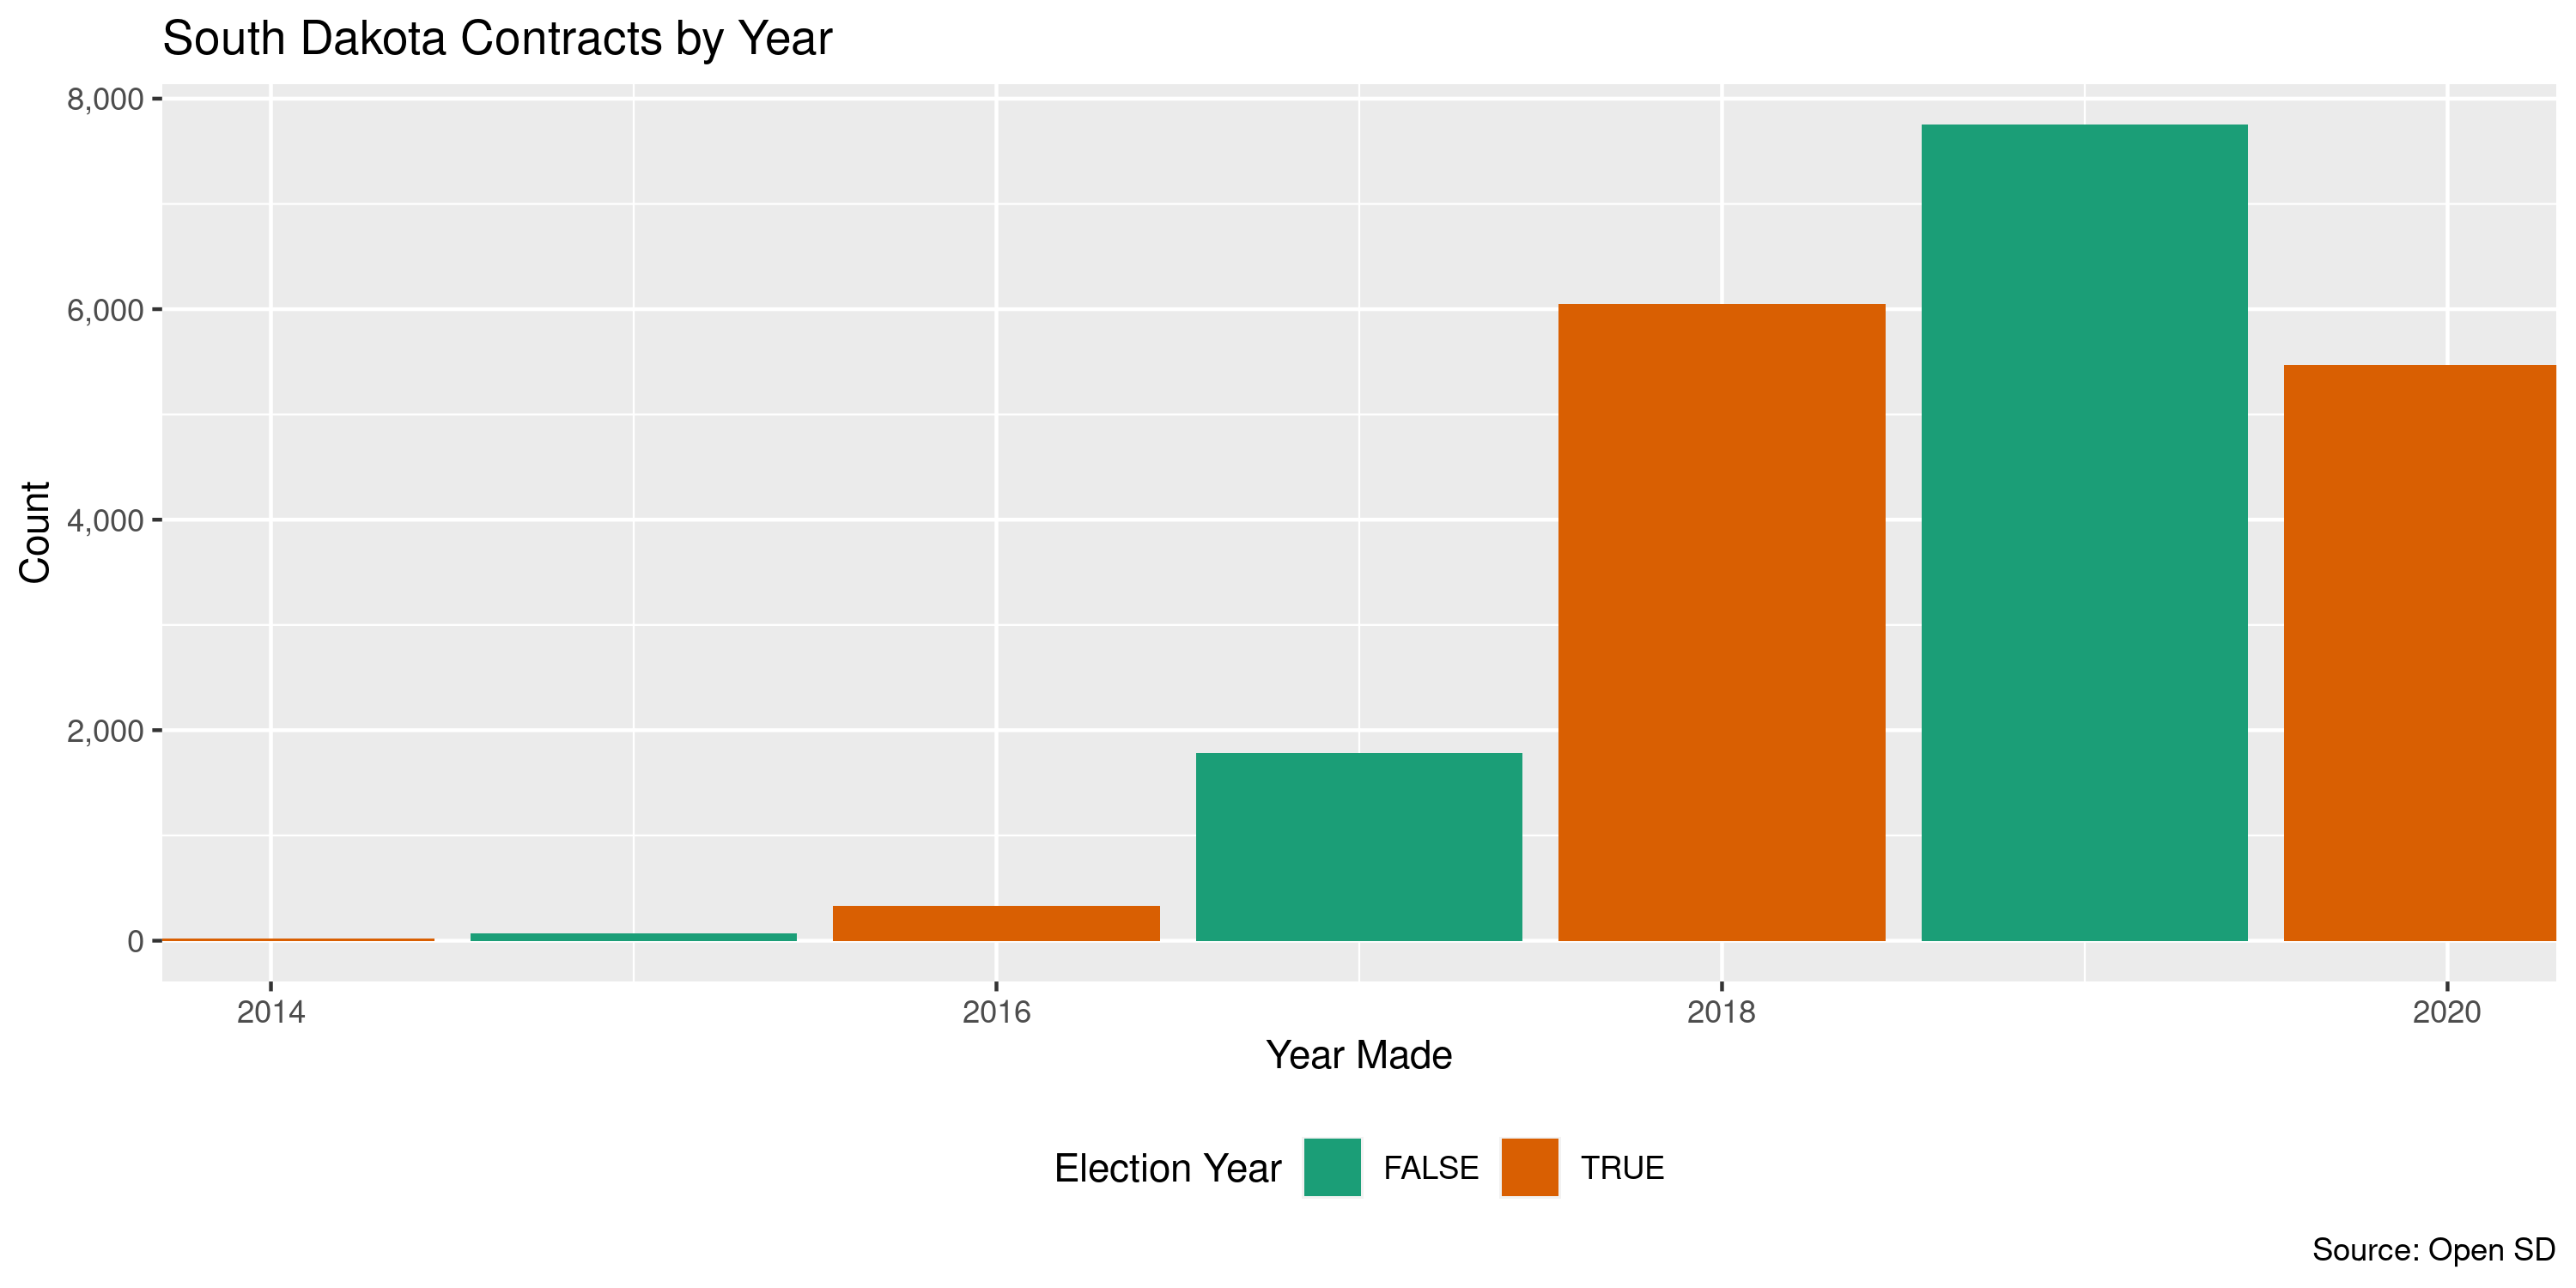 South Dakota Contracts by Year
8,000
6,000
4,000
2,000
0
Count
2014 2016 2018 2020
Year Made
Election Year FALSE TRUE
Source: Open SD